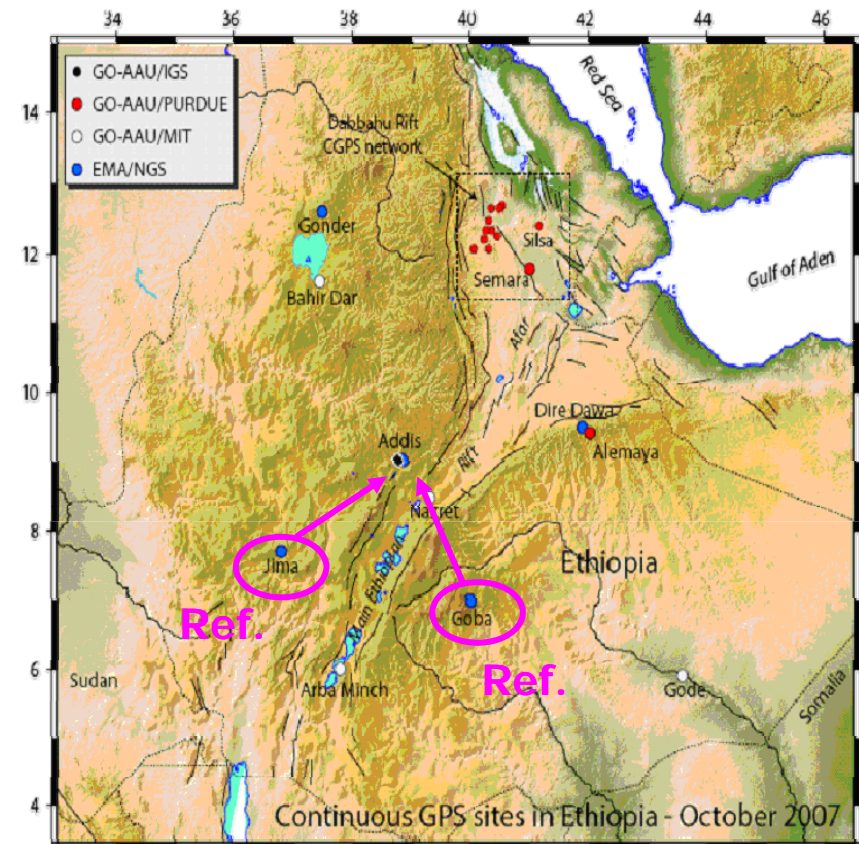 34 36 38 40 42 44 46
GO-AAU/IGS
GO-AAU/PURDUE
GO-AAU/MIT
EMA/NGS
Red Sea
14
Dabbahu Rift
CGPS network
Gonder
12
Silsa
Semara
Gulf of Aden
Bahir Dar
Afar
10
Dire Dawa
Addis
Alemaya
Rift
8
Nazret
Ethiopia
Jima
Main Ethiopian
Goba
Ref.
Ref.
6
Sudan
Arba Minch
Gode
Somalia
4
Continuous GPS sites in Ethiopia - October 2007